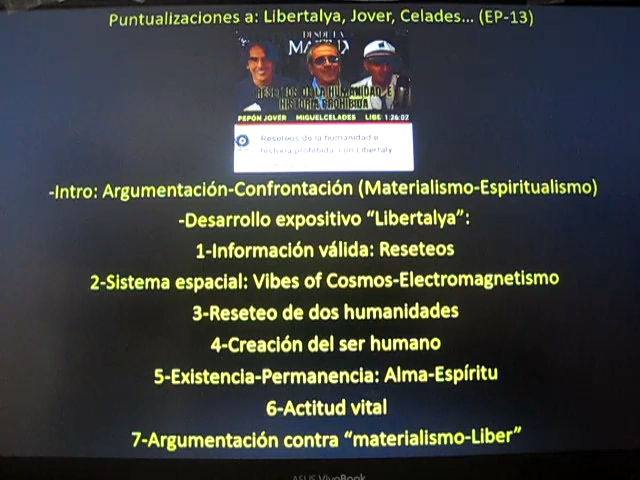 Puntualizaciones a: Libertalya, Jover, Celades... (EP-13)
DESDE LA
MATRIX
RESETEOS DE LA HUMANIDAD E
HISTORIA PROHIBIDA
PEPÓN JOVER MIGUELCELADES LIBE 1:26:02
Reseteos de la humanidad e
historia prohibida, con Libertaly
-Intro: Argumentación-Confrontación (Materialismo-Espiritualismo)
-Desarrollo expositivo “Libertalya”:
1-Información válida: Reseteos
2-Sistema espacial: Vibes of Cosmos-Electromagnetismo
3-Reseteo de dos humanidades
4-Creación del ser humano
5-Existencia-Permanencia: Alma-Espíritu
6-Actitud vital
7-Argumentación contra “materialismo-Liber”
ASUS VivoBook